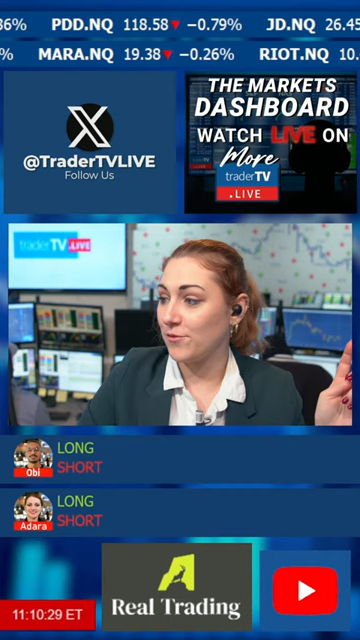 36% PDD.NQ 118.58 −0.79% JD.NQ 26.45
% MARA.NQ 19.38 −0.26% RIOT.NQ 10.
@TraderTVLIVE
Follow Us
THE MARKETS
DASHBOARD
WATCH LIVE ON
More
traderTV
.LIVE
traderTV.LIVE
LONG
SHORT
Obi
LONG
SHORT
Adara
11:10:29 ET
Real Trading